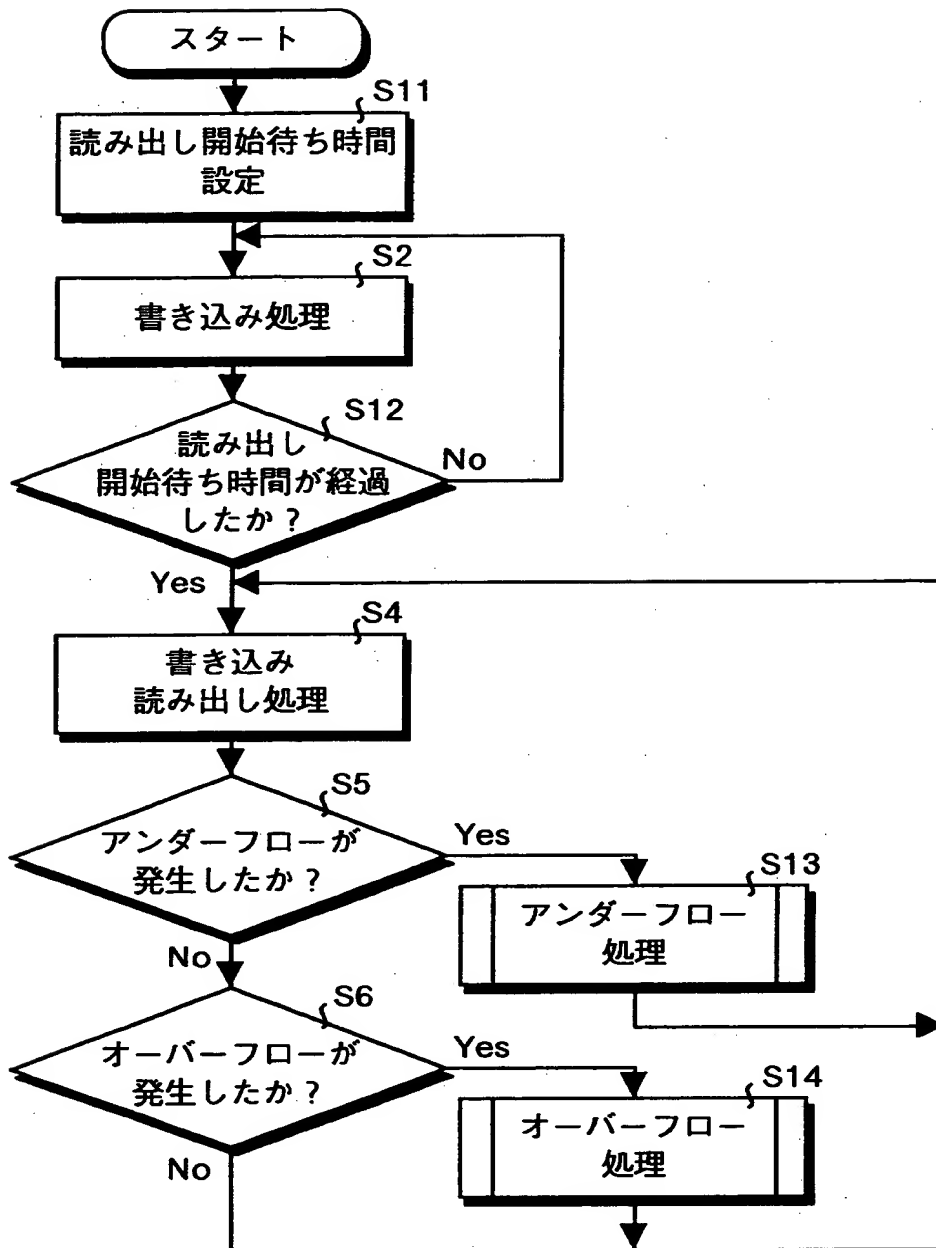 スタート
S11
読み出し開始待ち時間
設定
S2
書き込み処理
S12
読み出し
開始待ち時間が経過
したか?
No
Yes
S4
書き込み
読み出し処理
S5
アンダーフローが
発生したか?
Yes
S13
アンダーフロー
処理
No
S6
オーバーフローが
発生したか?
Yes
S14
オーバーフロー
処理
No